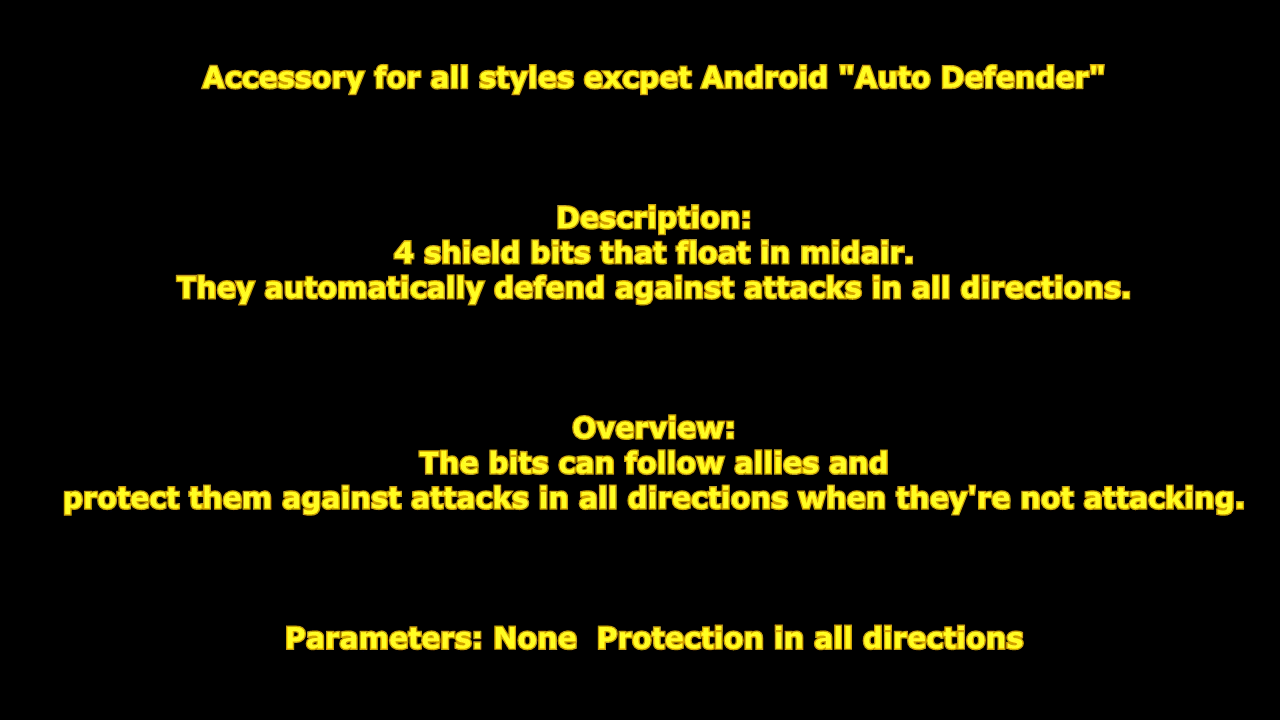 Accessory for all styles excpet Android "Auto Defender"
Description:
4 shield bits that float in midair.
They automatically defend against attacks in all directions.
Overview:
The bits can follow allies and
protect them against attacks in all directions when they're not attacking.
Parameters: None  Protection in all directions